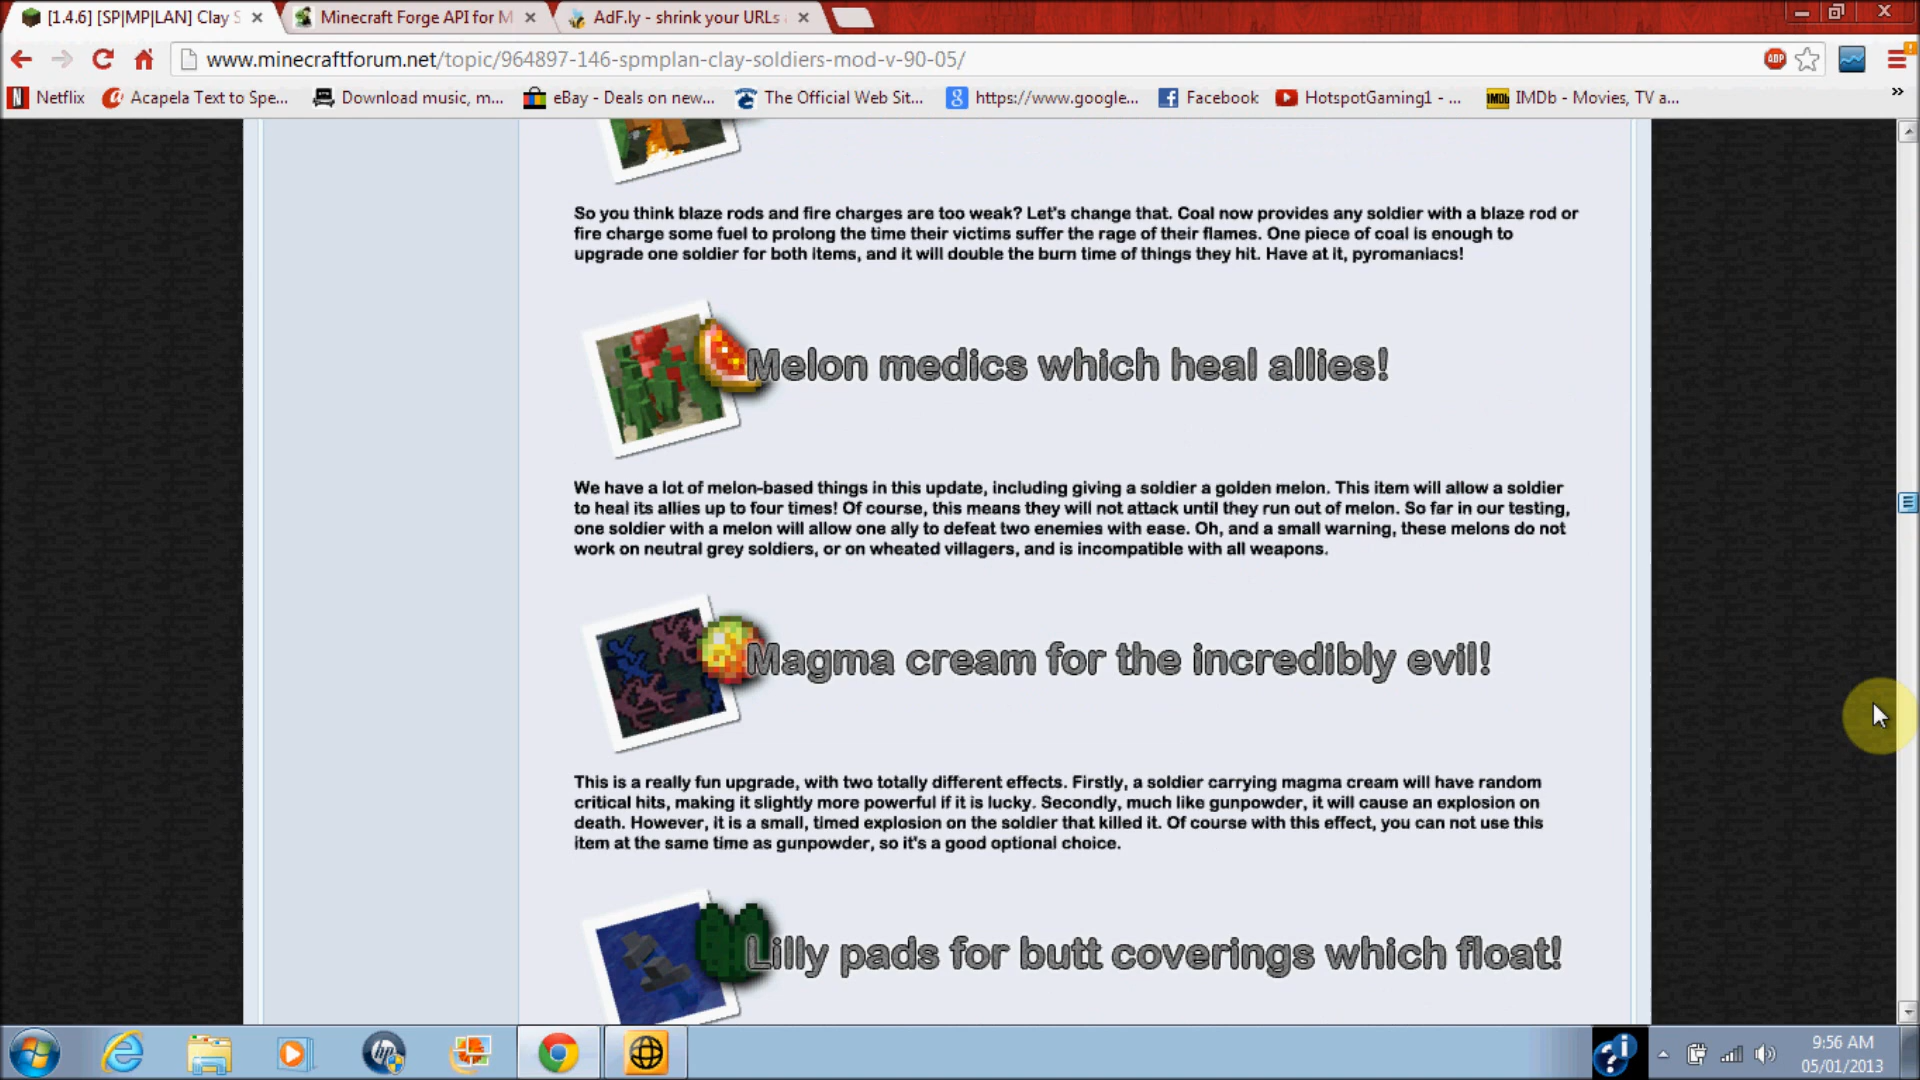 [1.4.6] [SP|MP|LAN] Clay S
Minecraft Forge API for M
AdF.ly - shrink your URLs
www.minecraftforum.net/topic/964897-146-spmplan-clay-soldiers-mod-v-90-05/
ABP
Netflix
Acapela Text to Spe...
Download music, m...
eBay - Deals on new...
The Official Web Sit...
https://www.google...
Facebook
HotspotGaming1 - ...
IMDb - Movies, TV a...
So you think blaze rods and fire charges are too weak? Let's change that. Coal now provides any soldier with a blaze rod or
fire charge some fuel to prolong the time their victims suffer the rage of their flames. One piece of coal is enough to
upgrade one soldier for both items, and it will double the burn time of things they hit. Have at it, pyromaniacs!
Melon medics which heal allies!
We have a lot of melon-based things in this update, including giving a soldier a golden melon. This item will allow a soldier
to heal its allies up to four times! Of course, this means they will not attack until they run out of melon. So far in our testing,
one soldier with a melon will allow one ally to defeat two enemies with ease. Oh, and a small warning, these melons do not
work on neutral grey soldiers, or on wheated villagers, and is incompatible with all weapons.
Magma cream for the incredibly evil!
This is a really fun upgrade, with two totally different effects. Firstly, a soldier carrying magma cream will have random
critical hits, making it slightly more powerful if it is lucky. Secondly, much like gunpowder, it will cause an explosion on
death. However, it is a small, timed explosion on the soldier that killed it. Of course with this effect, you can not use this
item at the same time as gunpowder, so it's a good optional choice.
Lilly pads for butt coverings which float!
9:56 AM
05/01/2013